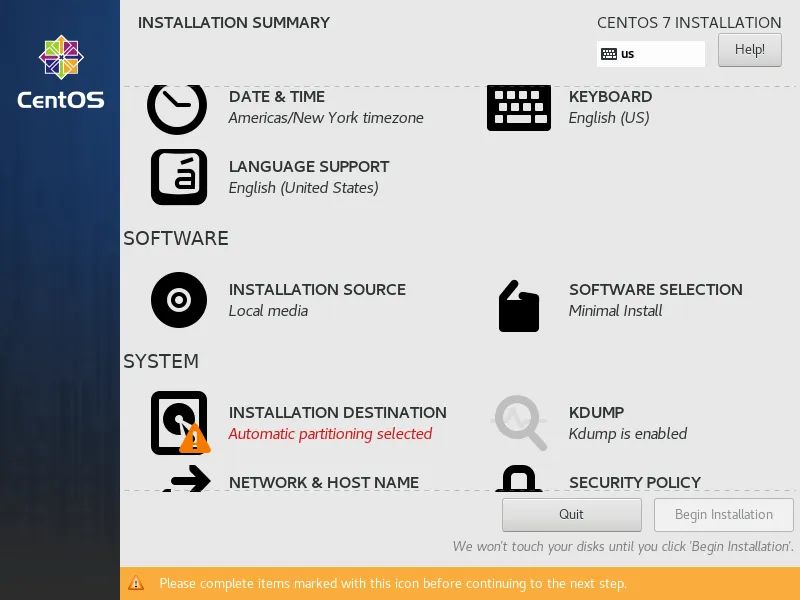 INSTALLATION SUMMARY
CENTOS 7 INSTALLATION
us
Help!
CentOS
DATE & TIME
Americas/New York timezone
KEYBOARD
English (US)
á
LANGUAGE SUPPORT
English (United States)
SOFTWARE
INSTALLATION SOURCE
Local media
SOFTWARE SELECTION
Minimal Install
SYSTEM
INSTALLATION DESTINATION
Automatic partitioning selected
KDUMP
Kdump is enabled
NETWORK & HOST NAME
SECURITY POLICY
Quit
Begin Installation
We won't touch your disks until you click 'Begin Installation'.
Please complete items marked with this icon before continuing to the next step.